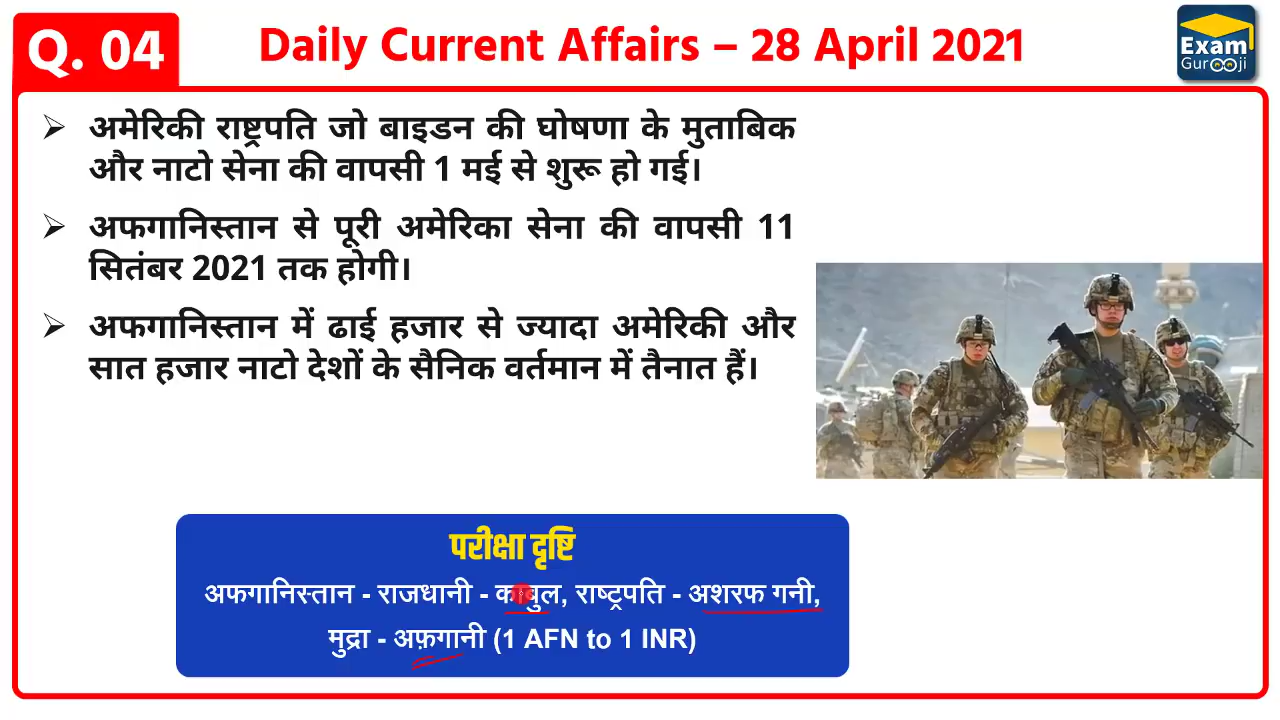 Q. 04
Daily Current Affairs – 28 April 2021
Exam
Gurooji
➢ अमेरिकी राष्ट्रपति जो बाइडन की घोषणा के मुताबिक
और नाटो सेना की वापसी 1 मई से शुरू हो गई।
➢ अफगानिस्तान से पूरी अमेरिका सेना की वापसी 11
सितंबर 2021 तक होगी।
➢ अफगानिस्तान में ढाई हजार से ज्यादा अमेरिकी और
सात हजार नाटो देशों के सैनिक वर्तमान में तैनात हैं।
परीक्षा दृष्टि
अफगानिस्तान - राजधानी - काबुल, राष्ट्रपति - अशरफ गनी,
मुद्रा - अफ़गानी (1 AFN to 1 INR)